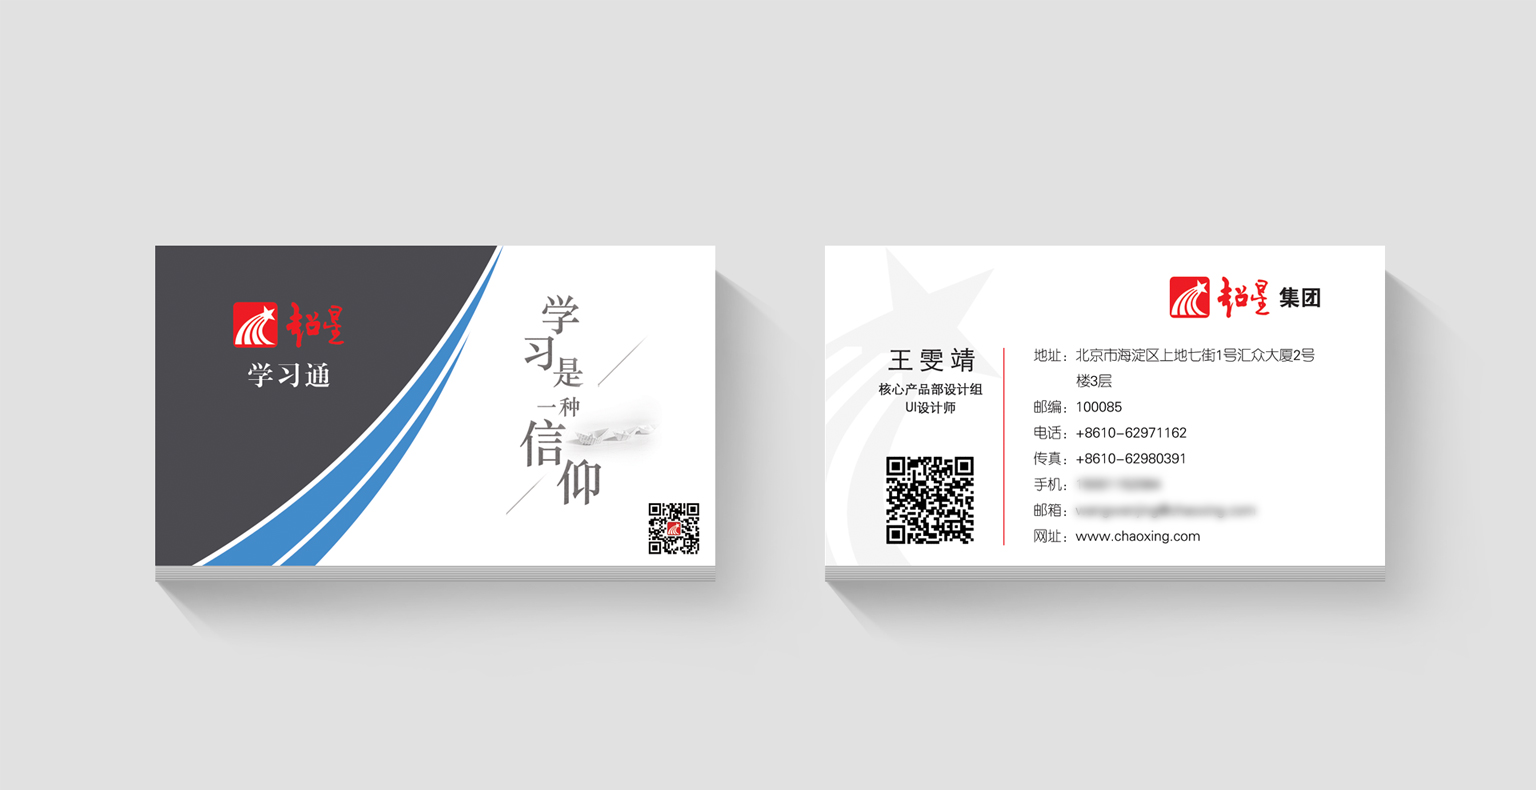 超星
学习通
学
习是
一种
信
仰
超星 集团
王雯靖
核心产品部设计组
UI设计师
地址：北京市海淀区上地七街1号汇众大厦2号
楼3层
邮编：100085
电话：+8610-62971162
传真：+8610-62980391
手机：
邮箱：
网址：www.chaoxing.com